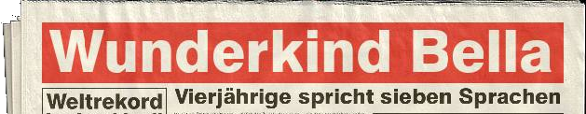 Wunderkind Bella
Weltrekord
Vierjährige spricht sieben Sprachen